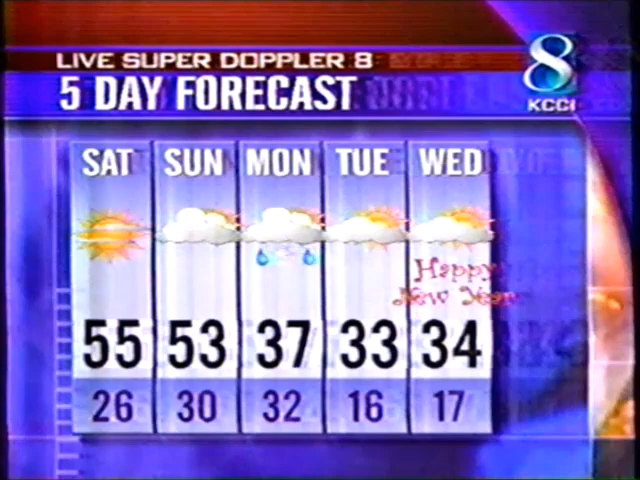 LIVE SUPER DOPPLER 8
5 DAY FORECAST
8
KCCI
SAT SUN MON TUE WED
Happy
New Year
55 53 37 33 34
26 30 32 16 17